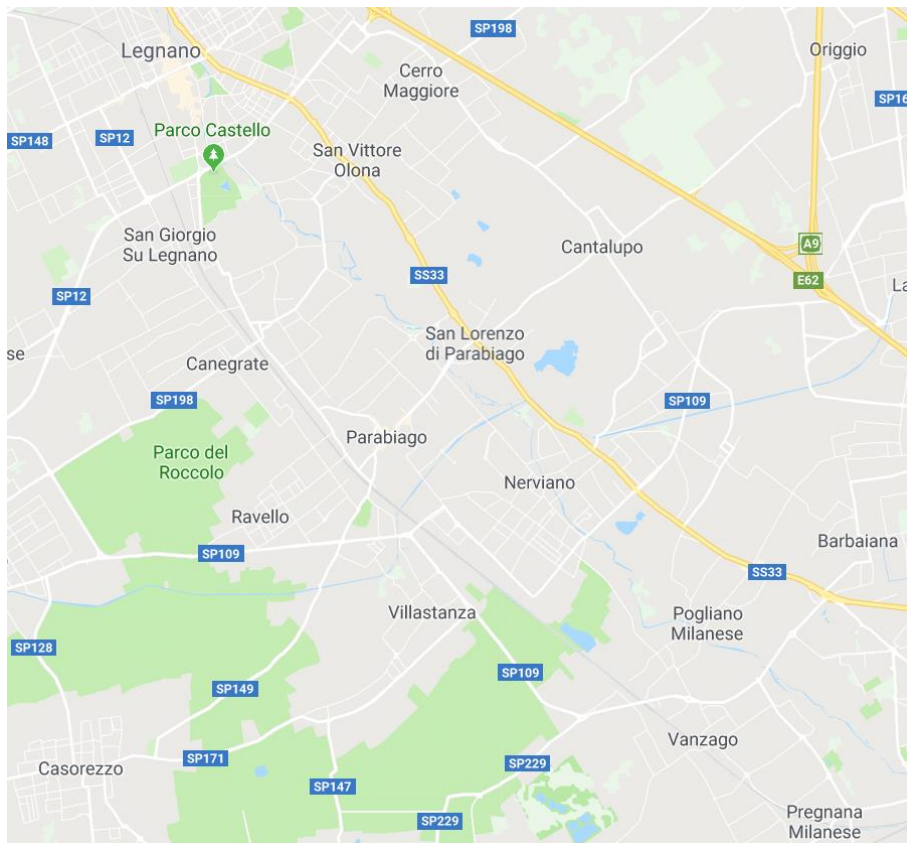 SP198
Legnano
Origgio
Cerro
Maggiore
SP16
SP148
SP12
Parco Castello
San Vittore
Olona
San Giorgio
Su Legnano
Cantalupo
A9
SS33
E62
La
SP12
San Lorenzo
di Parabiago
se
Canegrate
SP198
SP109
Parabiago
Parco del
Roccolo
Nerviano
Ravello
Barbaiana
SP109
SS33
Villastanza
Pogliano
Milanese
SP128
SP109
SP149
Vanzago
SP171
Casorezzo
SP229
SP147
SP229
Pregnana
Milanese